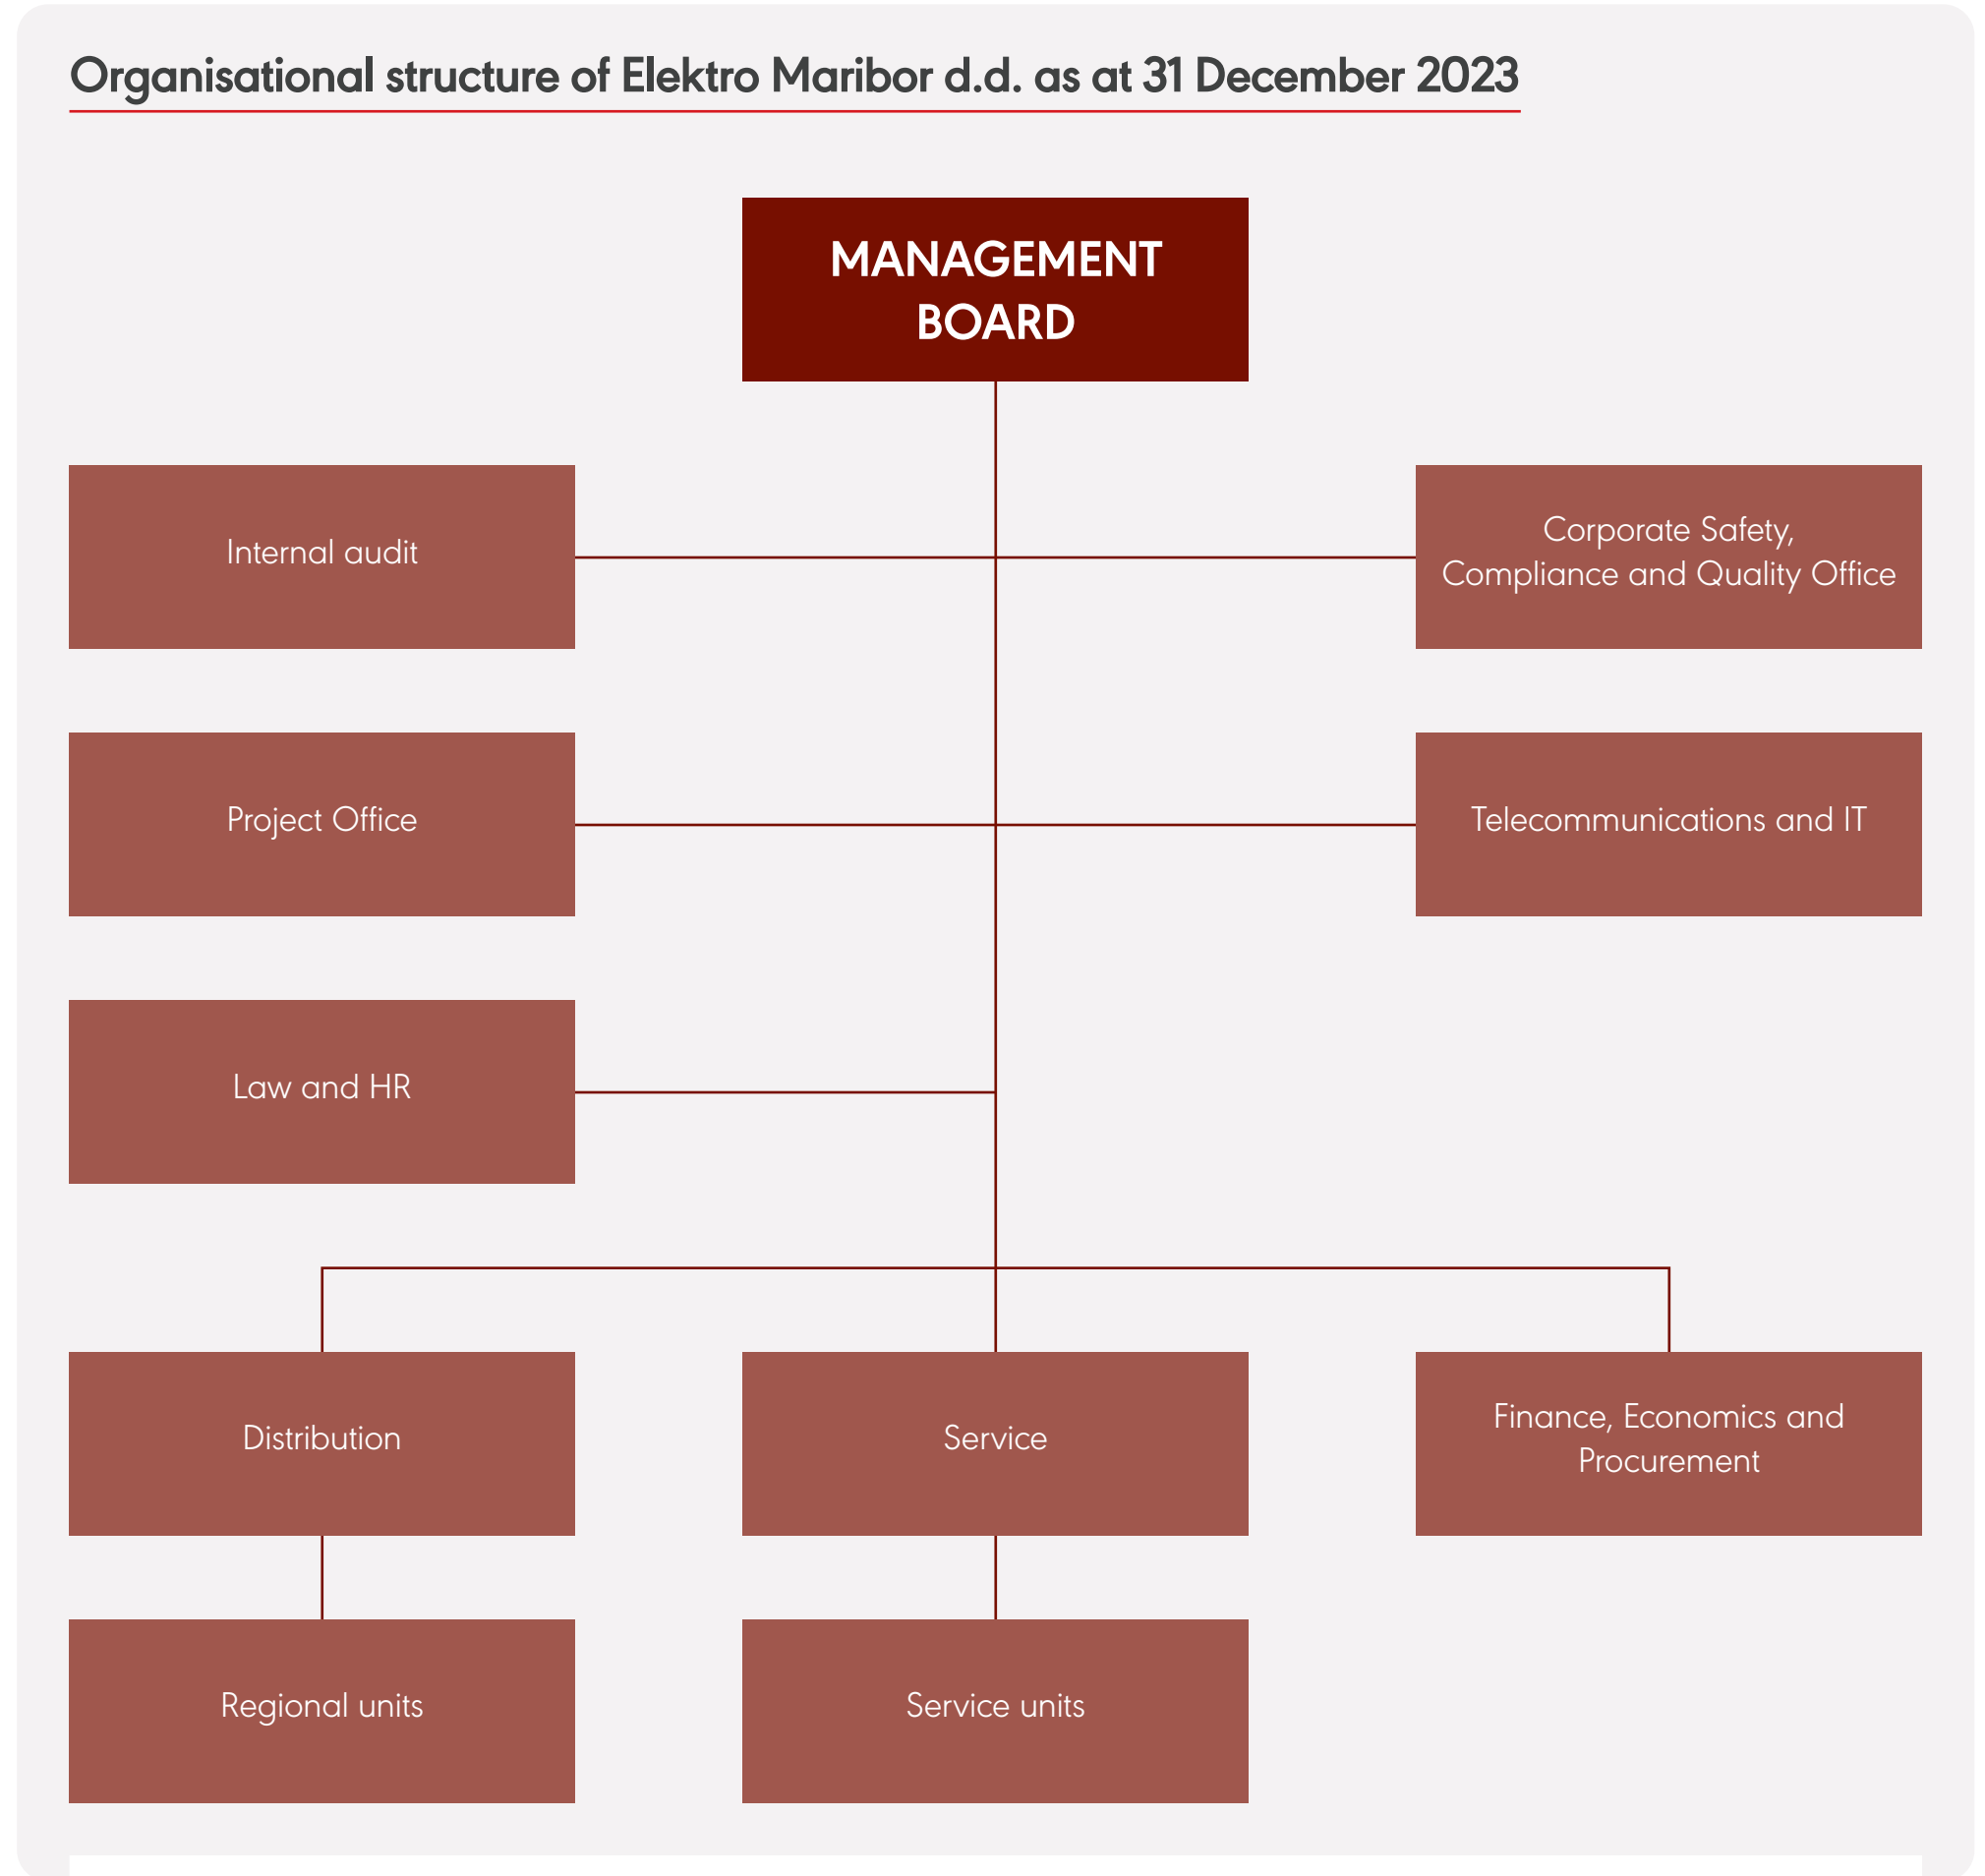 Organisational structure of Elektro Maribor d.d. as at 31 December 2023
MANAGEMENT
BOARD
Internal audit
Corporate Safety,
Compliance and Quality Office
Project Office
Telecommunications and IT
Law and HR
Distribution
Service
Finance, Economics and
Procurement
Regional units
Service units